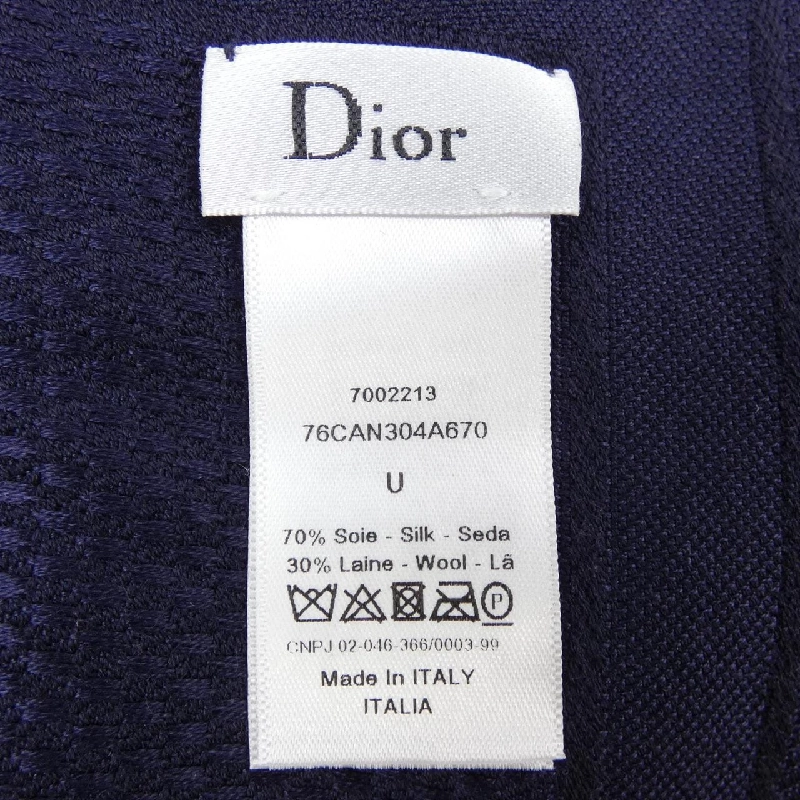 Dior
7002213
76CAN304A670
U
70% Soie - Silk - Seda
30% Laine - Wool - Lã
P
CNPJ 02-046-366/0003-99
Made In ITALY
ITALIA